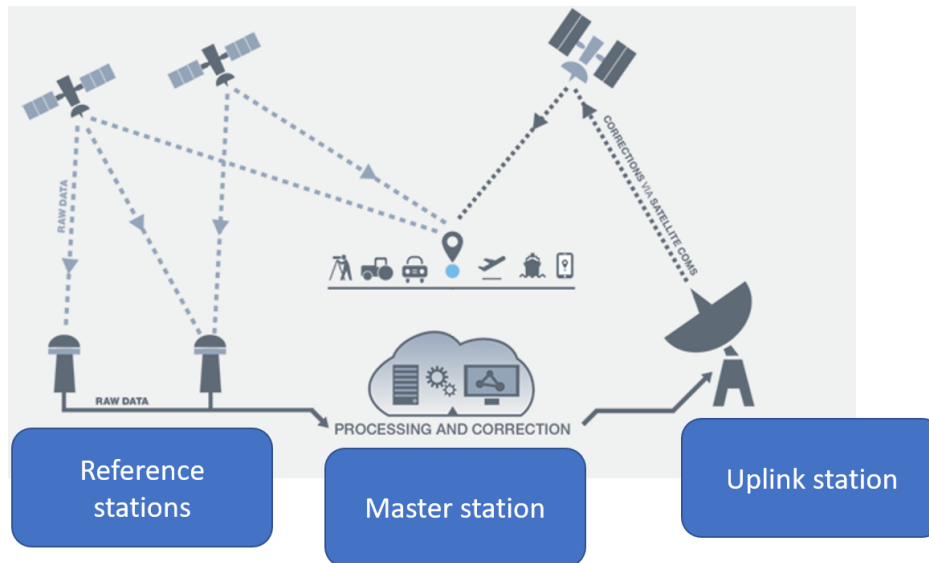 RAW DATA
CORRECTIONS VIA SATELLITE COMS
RAW DATA
PROCESSING AND CORRECTION
Reference
stations
Master station
Uplink station